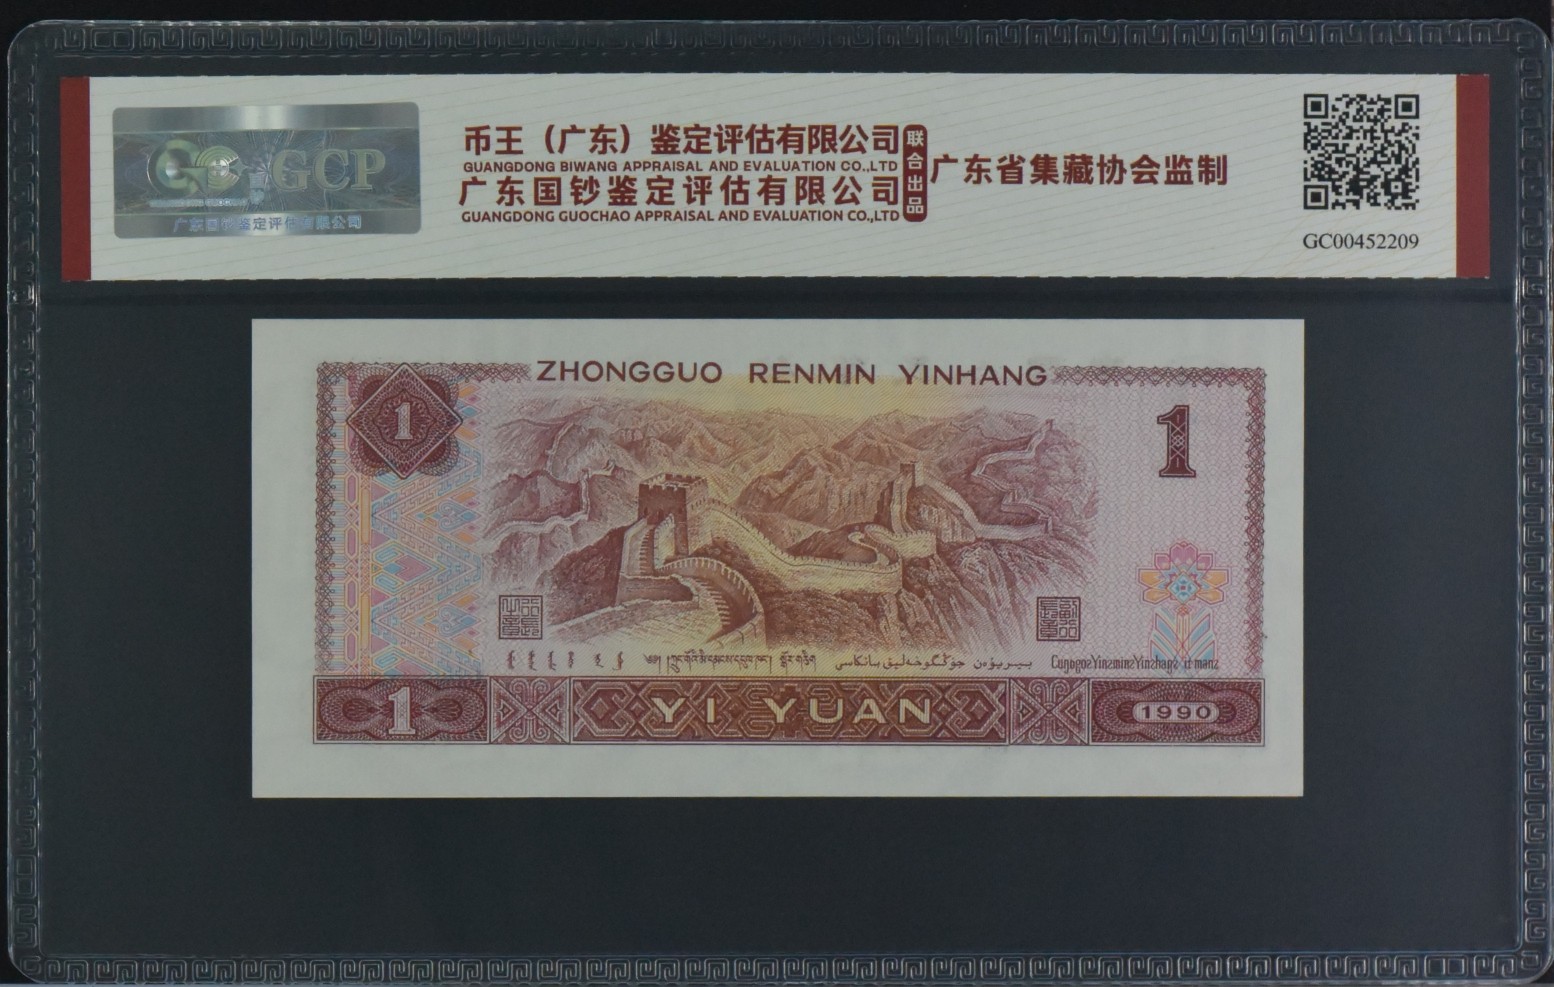 GCP
广东国钞鉴定评估有限公司
币王（广东）鉴定评估有限公司
GUANGDONG BIWANG APPRAISAL AND EVALUATION CO.,LTD
广东国钞鉴定评估有限公司
GUANGDONG GUOCHAO APPRAISAL AND EVALUATION CO.,LTD
联合出品
广东省集藏协会监制
GC00452209
ZHONGGUO RENMIN YINHANG
1
1
1
YI YUAN
1990